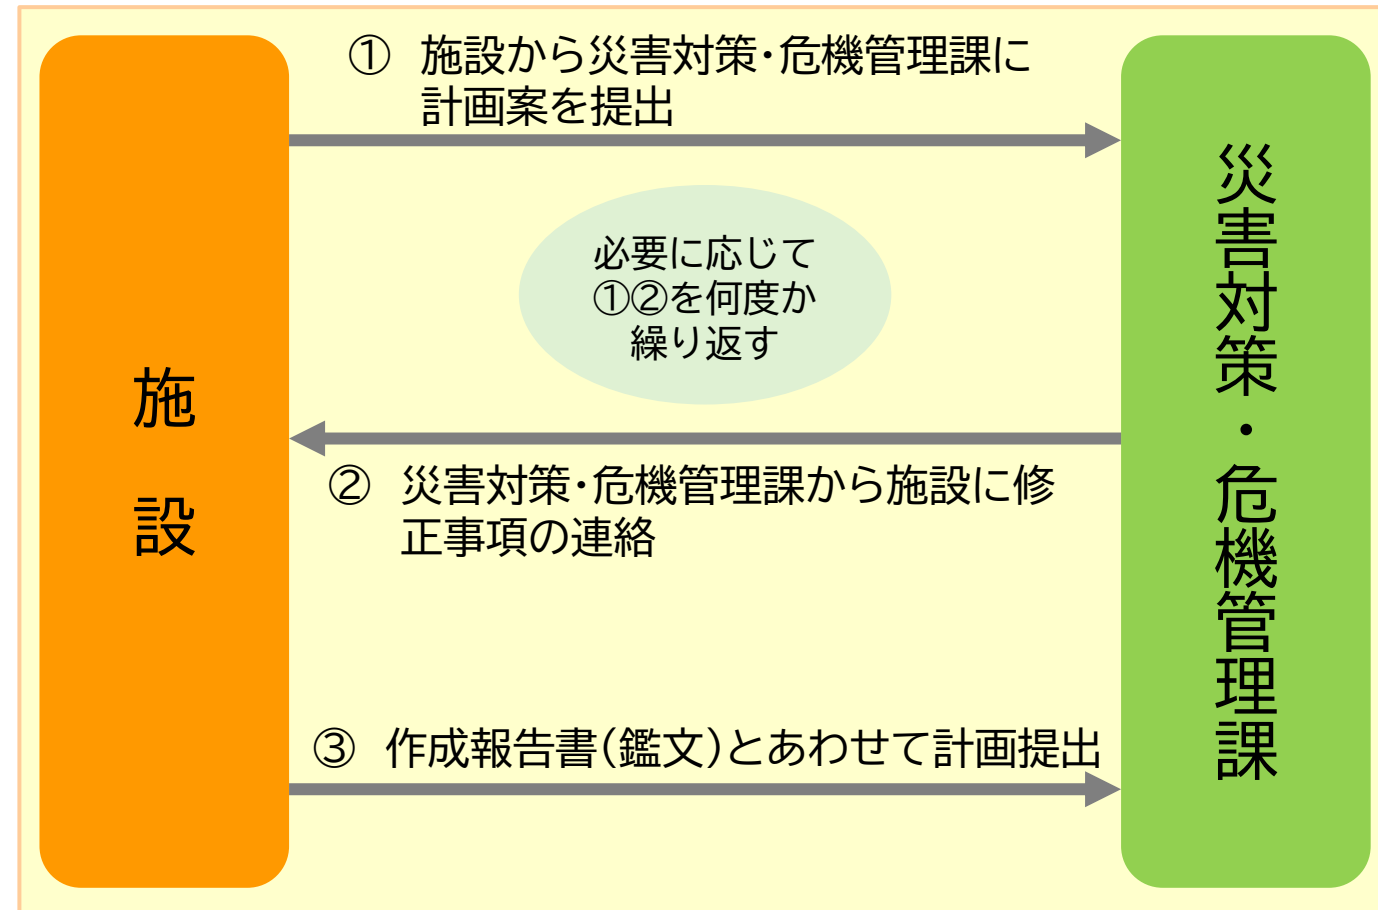 ① 施設から災害対策・危機管理課に
計画案を提出
必要に応じて
①②を何度か
繰り返す
② 災害対策・危機管理課から施設に修
正事項の連絡
③ 作成報告書(鑑文)とあわせて計画提出
施設
災害対策・危機管理課